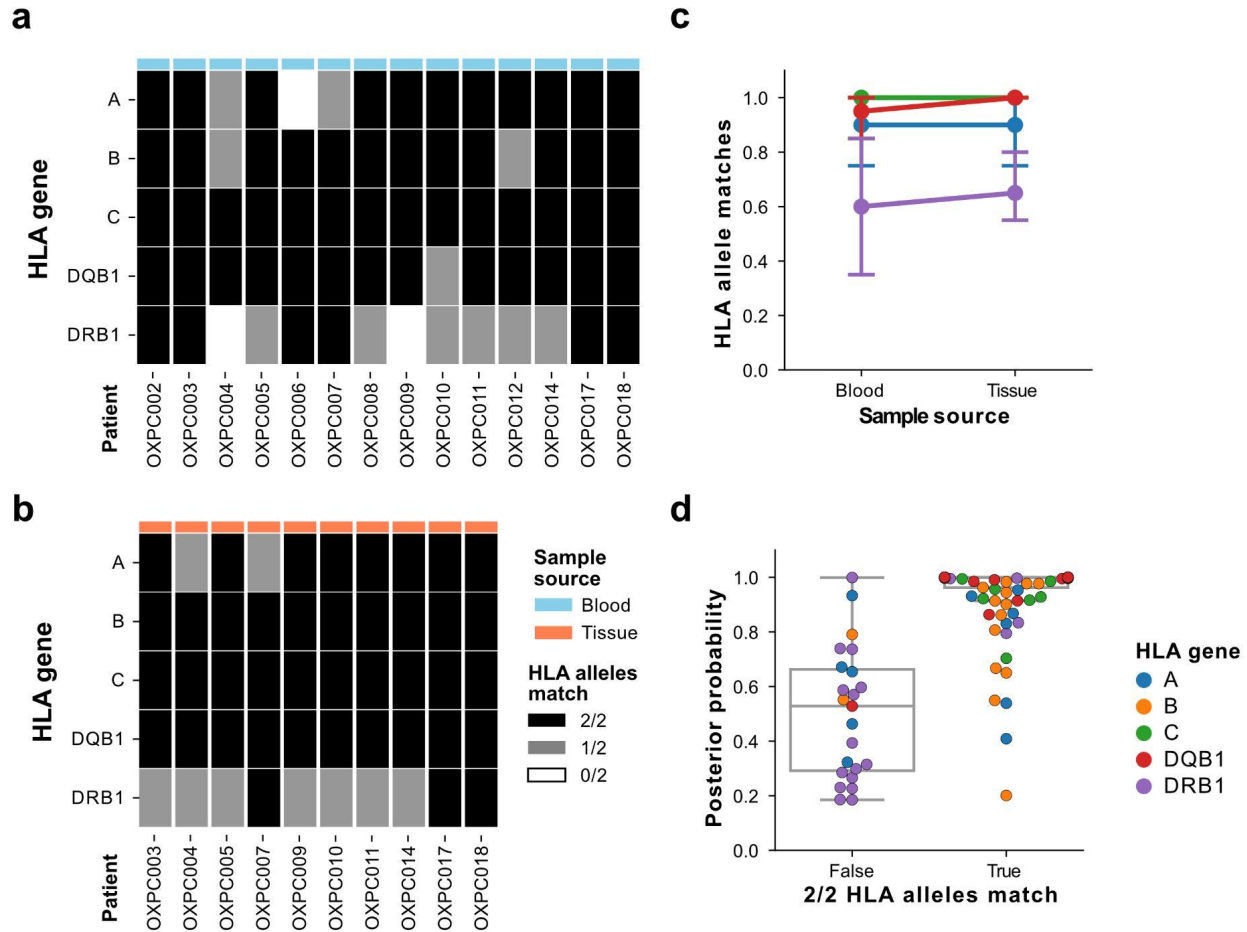 a
HLA gene
A
B
C
DQB1
DRB1
Patient
OXPC002
OXPC003
OXPC004
OXPC005
OXPC006
OXPC007
OXPC008
OXPC009
OXPC010
OXPC011
OXPC012
OXPC014
OXPC017
OXPC018
b
HLA gene
A
B
C
DQB1
DRB1
Patient
OXPC003
OXPC004
OXPC005
OXPC007
OXPC009
OXPC010
OXPC011
OXPC014
OXPC017
OXPC018
Sample
source
Blood
Tissue
HLA alleles
match
2/2
1/2
0/2
c
HLA allele matches
1.0
0.8
0.6
0.4
0.2
0.0
Blood
Tissue
Sample source
d
Posterior probability
1.0
0.8
0.6
0.4
0.2
0.0
False
True
2/2 HLA alleles match
HLA gene
A
B
C
DQB1
DRB1